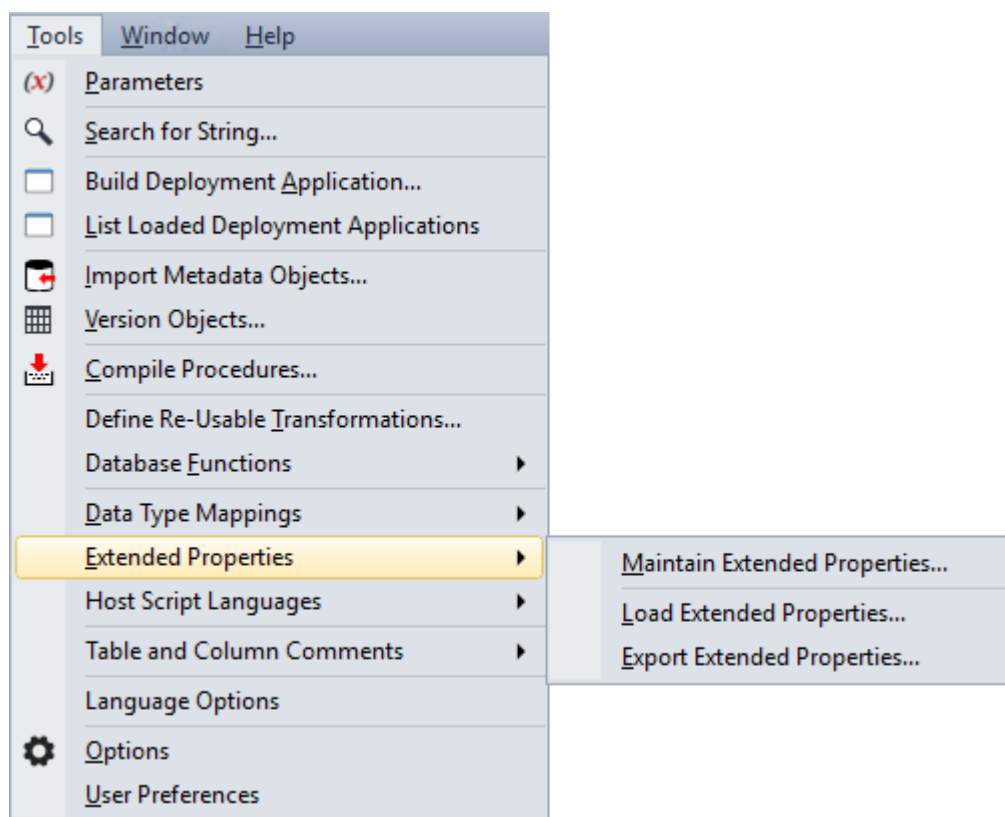 Tools Window Help
(x) Parameters
Search for String...
Build Deployment Application...
List Loaded Deployment Applications
Import Metadata Objects...
Version Objects...
Compile Procedures...
Define Re-Usable Transformations...
Database Functions
Data Type Mappings
Extended Properties
Maintain Extended Properties...
Host Script Languages
Load Extended Properties...
Table and Column Comments
Export Extended Properties...
Language Options
Options
User Preferences